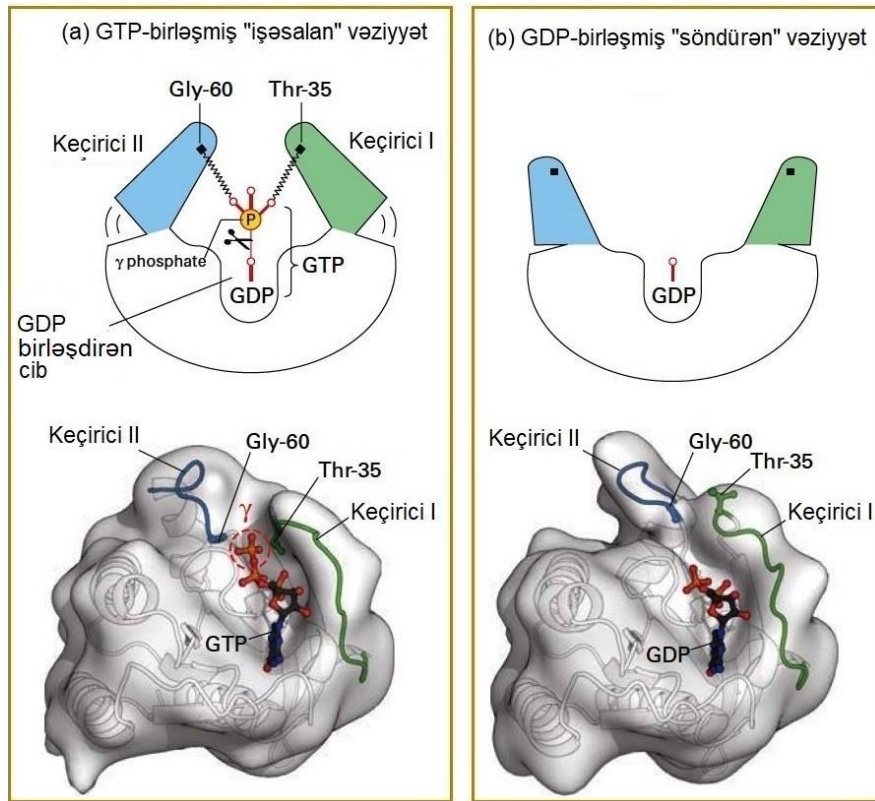 (a) GTP-birləşmiş "işəsalan" vəziyyət
Gly-60
Thr-35
Keçirici II
Keçirici I
P
γ phosphate
GTP
GDP
GDP
birləşdirən
cib
Keçirici II
Gly-60
Thr-35
γ
Keçirici I
GTP
(b) GDP-birləşmiş "söndürən" vəziyyət
GDP
Keçirici II
Gly-60
Thr-35
Keçirici I
GDP